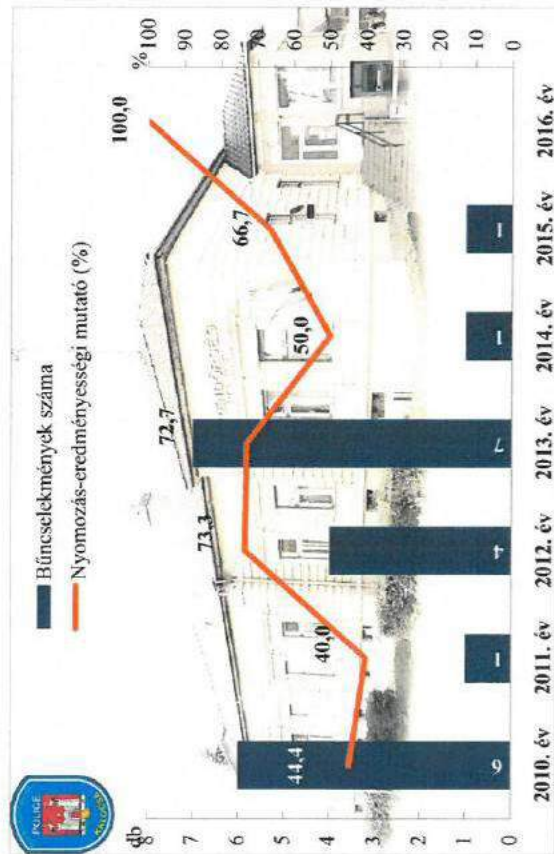 POLICE
KALOCSA
Bűncselekmények száma
Nyomozás-eredményességi mutató (%)
db
8
7
6
5
4
3
2
1
0
%100
90
80
70
60
50
40
30
20
10
0
44,4
40,0
73,3
72,7
50,0
66,7
100,0
6
1
4
7
1
1
2010. év
2011. év
2012. év
2013. év
2014. év
2015. év
2016. év